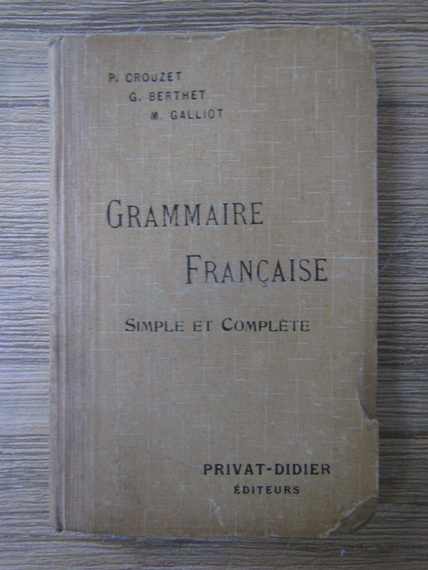 P. CROUZET
G. BERTHET
M. GALLIOT
GRAMMAIRE
FRANÇAISE
SIMPLE ET COMPLÈTE
PRIVAT-DIDIER
ÉDITEURS